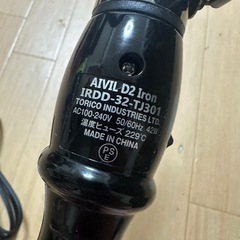 AIVIL D2 Iron
IRDD-32-TJ301
TORICO INDUSTRIES LTD.
AC100-240V 50/60Hz 42W
温度ヒューズ 229℃
MADE IN CHINA
PS
E